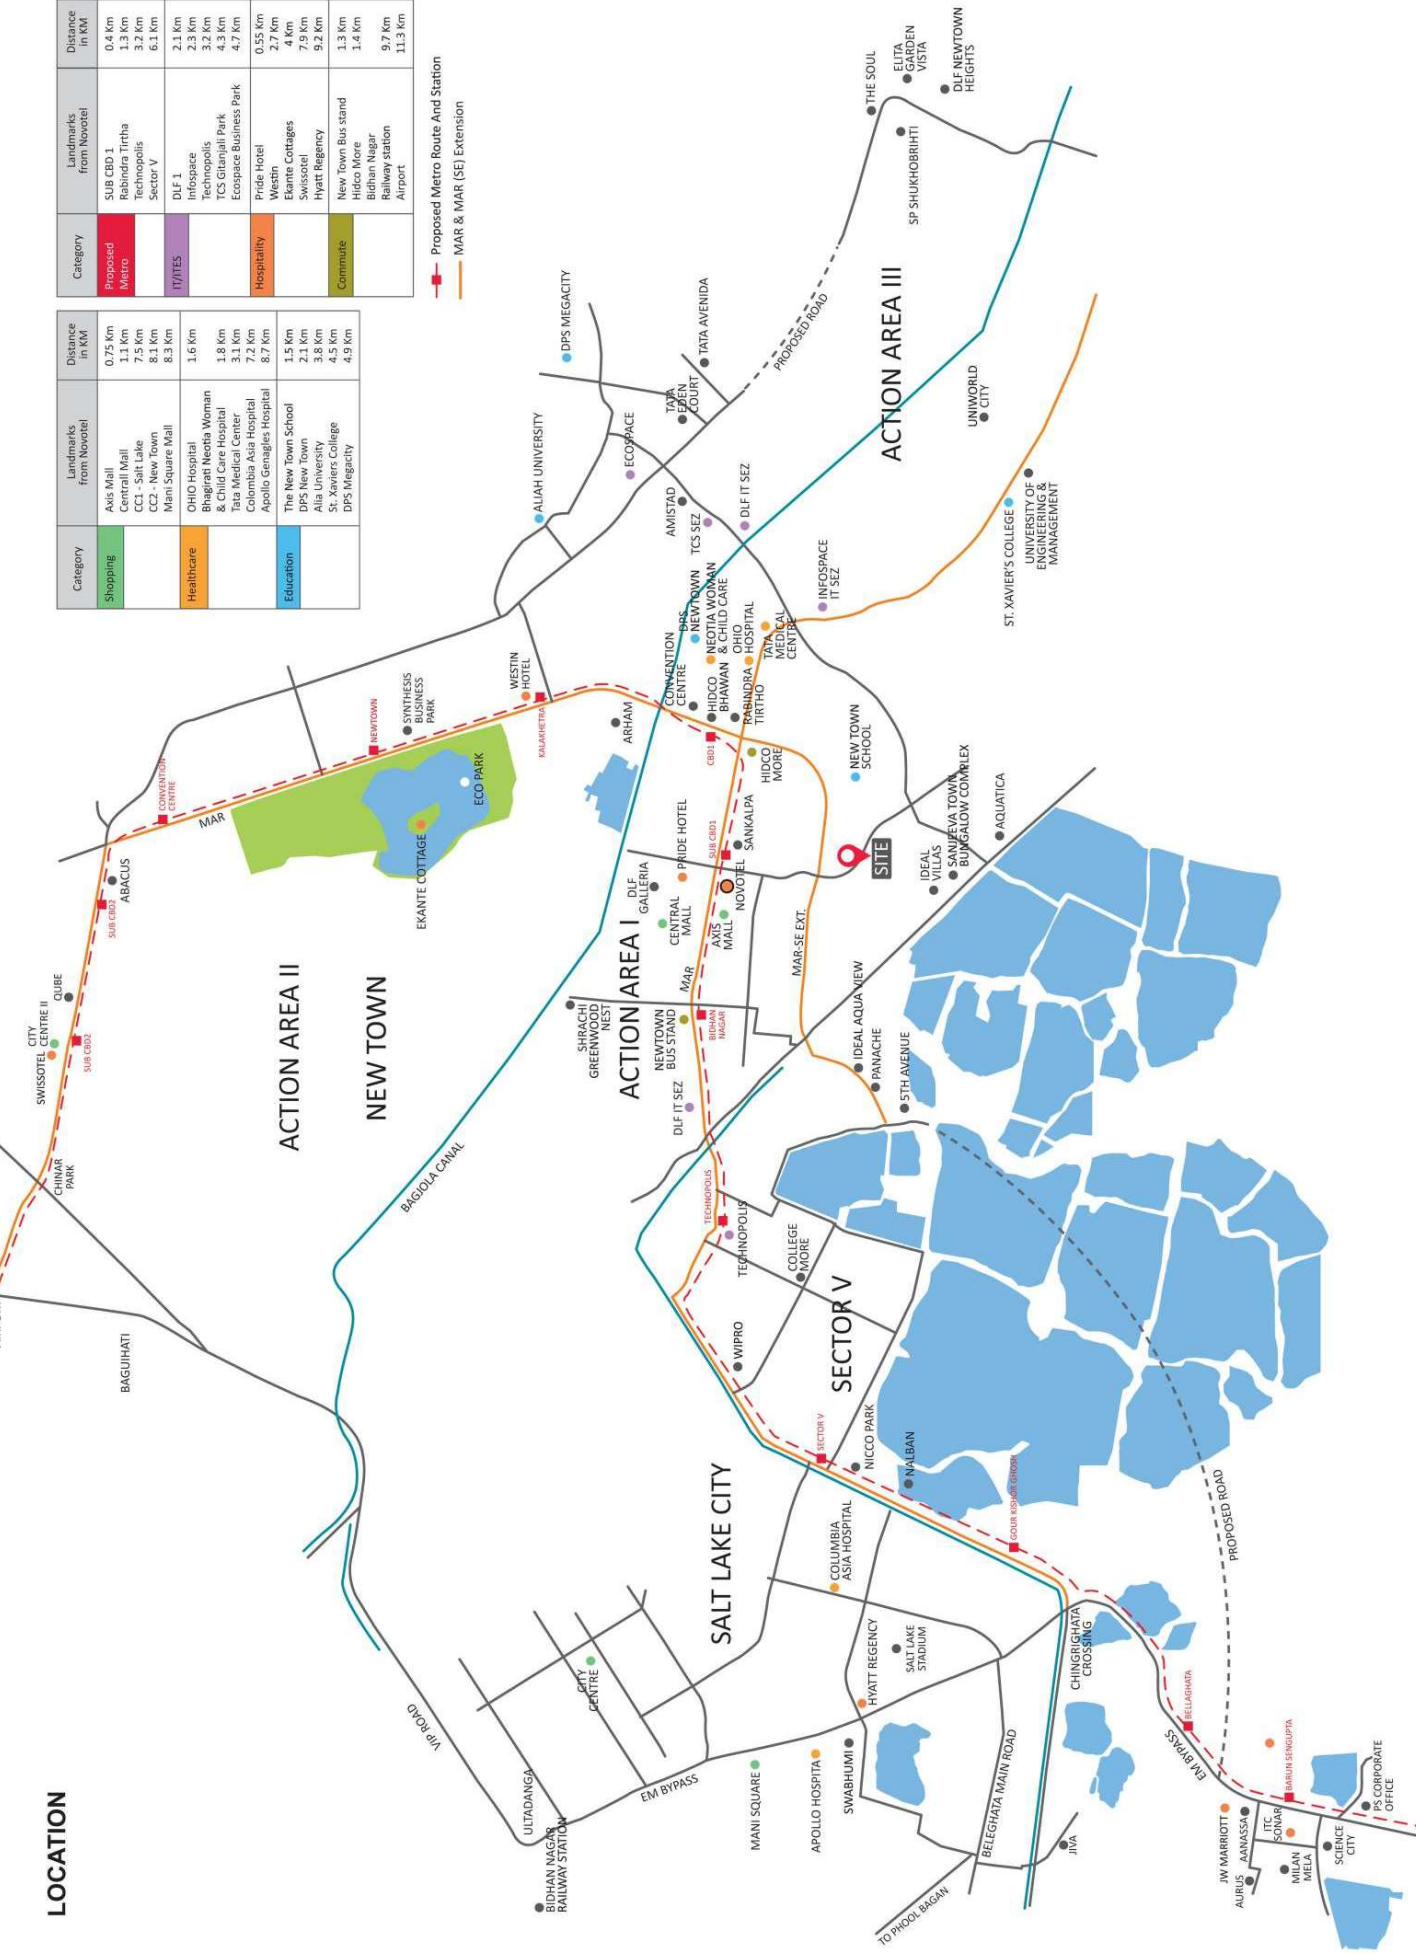 LOCATION
Category
Landmarks
from Novotel
Distance
in KM
Shopping
Axis Mall
0.75 Km
Centrall Mall
1.1 Km
CC1 - Salt Lake
7.5 Km
CC2 - New Town
8.1 Km
Mani Square Mall
8.3 Km
Healthcare
OHIO Hospital
1.6 Km
Bhagirati Neotia Woman
& Child Care Hospital
1.8 Km
Tata Medical Center
3.1 Km
Colombia Asia Hospital
7.2 Km
Apollo Genagles Hospital
8.7 Km
Education
The New Town School
1.5 Km
DPS New Town
2.1 Km
Alia University
3.8 Km
St. Xaviers College
4.5 Km
DPS Megacity
4.9 Km
Category
Landmarks
from Novotel
Distance
in KM
Proposed
Metro
SUB CBD 1
0.4 Km
Rabindra Tirtha
1.3 Km
Technopolis
3.2 Km
Sector V
6.1 Km
IT/ITES
DLF 1
2.1 Km
Infospace
2.3 Km
Technopolis
3.2 Km
TCS Gitanjali Park
4.3 Km
Ecospace Business Park
4.7 Km
Hospitality
Pride Hotel
0.55 Km
Westin
2.7 Km
Ekante Cottages
4 Km
Swissotel
7.9 Km
Hyatt Regency
9.2 Km
Commute
New Town Bus stand
1.3 Km
Hidco More
1.4 Km
Bidhan Nagar
Railway station
9.7 Km
Airport
11.3 Km
Proposed Metro Route And Station
MAR & MAR (SE) Extension
BAGUIHATI
CHINAR
PARK
SWISSOTEL
CITY
CENTRE II
QUBE
SUB CBD2
SUB CBD2
ABACUS
CONVENTION
CENTRE
MAR
NEWTOWN
SYNTHESIS
BUSINESS
PARK
WESTIN
HOTEL
KALAKHETRA
EKANTE COTTAGE
ECO PARK
ACTION AREA II
NEW TOWN
BAGJOLA CANAL
VIP ROAD
ALIAH UNIVERSITY
DPS MEGACITY
ECOSPACE
TATA
EDEN
COURT
TATA AVENIDA
PROPOSED ROAD
THE SOUL
ELITA
GARDEN
VISTA
DLF NEWTOWN
HEIGHTS
SP SHUKHOBRIHTI
ACTION AREA III
UNIWORLD
CITY
ST. XAVIER'S COLLEGE
UNIVERSITY OF
ENGINEERING &
MANAGEMENT
AMISTAD
TCS SEZ
DLF IT SEZ
INFOSPACE
IT SEZ
DPS
NEWTOWN
NEOTIA WOMAN
& CHILD CARE
OHIO
HOSPITAL
TATA
MEDICAL
CENTRE
CONVENTION
CENTRE
HIDCO
BHAWAN
RABINDRA
TIRTHO
ARHAM
CBD1
HIDCO
MORE
NEW TOWN
SCHOOL
SHRACHI
GREENWOOD
NEST
ACTION AREA I
DLF
GALLERIA
PRIDE HOTEL
SUB CBD1
SANKALPA
CENTRAL
MALL
AXIS
MALL
NOVOTEL
MAR
MAR-SE EXT.
SITE
IDEAL
VILLAS
SANJEEVA TOWN
BUNGALOW COMPLEX
AQUATICA
NEWTOWN
BUS STAND
BIDHAN
NAGAR
DLF IT SEZ
IDEAL AQUA VIEW
PANACHE
5TH AVENUE
TECHNOPOLIS
TECHNOPOLIS
COLLEGE
MORE
WIPRO
SECTOR V
SECTOR V
NICCO PARK
NALBAN
GOUR KISHOR GHOSH
PROPOSED ROAD
SALT LAKE CITY
COLUMBIA
ASIA HOSPITAL
CITY
CENTRE
HYATT REGENCY
SALT LAKE
STADIUM
CHINGRIGHATA
CROSSING
ULTADANGA
BIDHAN NAGAR
RAILWAY STATION
EM BYPASS
MANI SQUARE
APOLLO HOSPITA
SWABHUMI
BELEGHATA MAIN ROAD
TO PHOOL BAGAN
JIVA
BELLAGHATA
EM BYPASS
BARUN SENGUPTA
JW MARRIOTT
AANASSA
AURUS
ITC
SONAR
MILAN
MELA
SCIENCE
CITY
PS CORPORATE
OFFICE